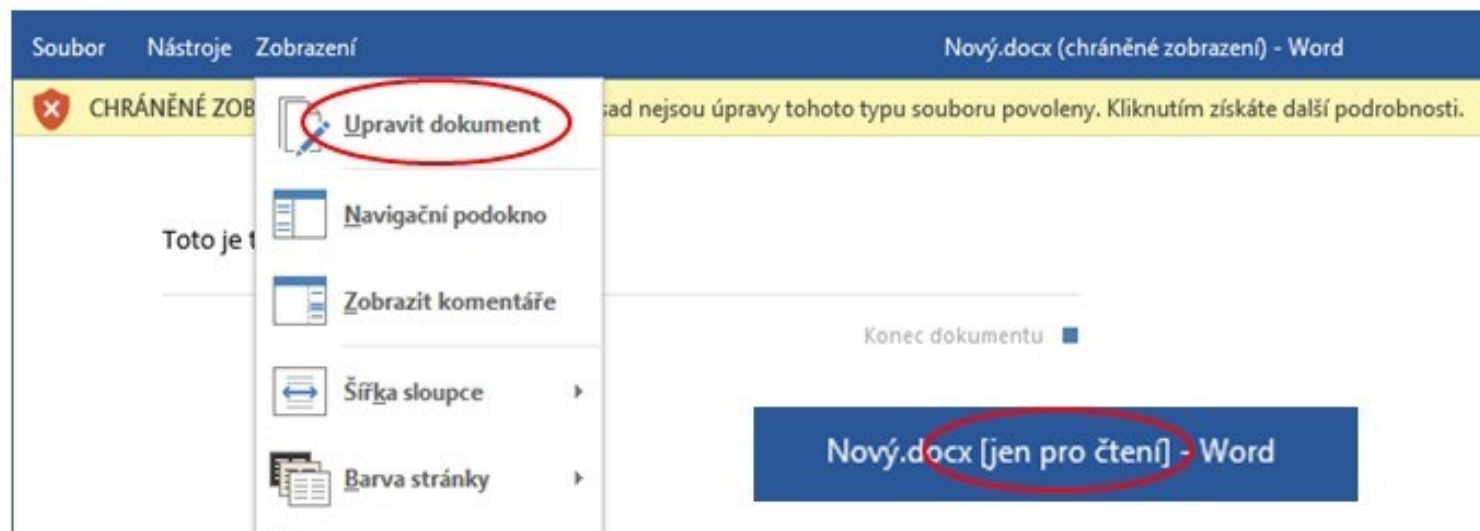 Soubor Nástroje Zobrazení Nový.docx (chráněné zobrazení) - Word
CHRÁNĚNÉ ZOB sad nejsou úpravy tohoto typu souboru povoleny. Kliknutím získáte další podrobnosti.
Upravit dokument
Navigační podokno
Toto je t
Zobrazit komentáře
Konec dokumentu
Šířka sloupce
Nový.docx [jen pro čtení] - Word
Barva stránky